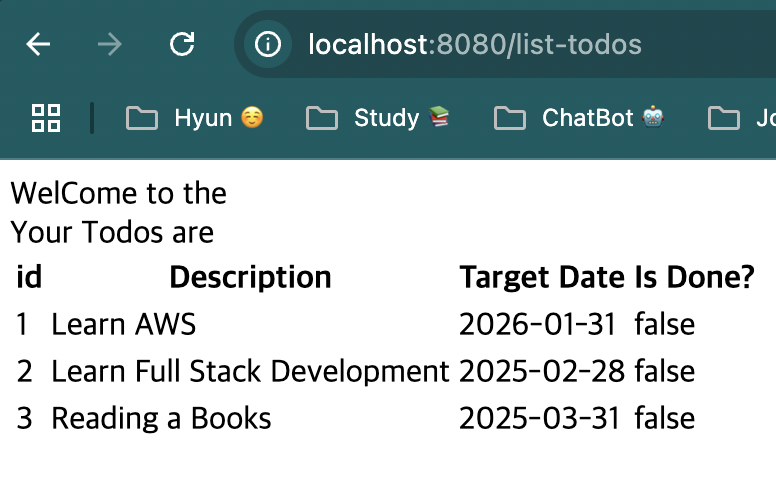 localhost:8080/list-todos
Hyun ☺️ Study 📚 ChatBot 🤖
WelCome to the
Your Todos are
id Description Target Date Is Done?
1 Learn AWS 2026-01-31 false
2 Learn Full Stack Development 2025-02-28 false
3 Reading a Books 2025-03-31 false